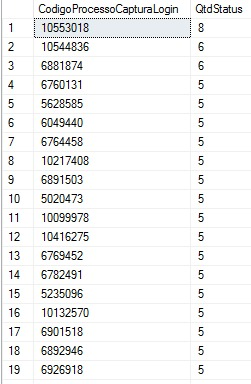 CodigoProcessoCapturaLogin QtdStatus
1 10553018 8
2 10544836 6
3 6881874 6
4 6760131 5
5 5628585 5
6 6049440 5
7 6764458 5
8 10217408 5
9 6891503 5
10 5020473 5
11 10099978 5
12 10416275 5
13 6769452 5
14 6782491 5
15 5235096 5
16 10132570 5
17 6901518 5
18 6892946 5
19 6926918 5